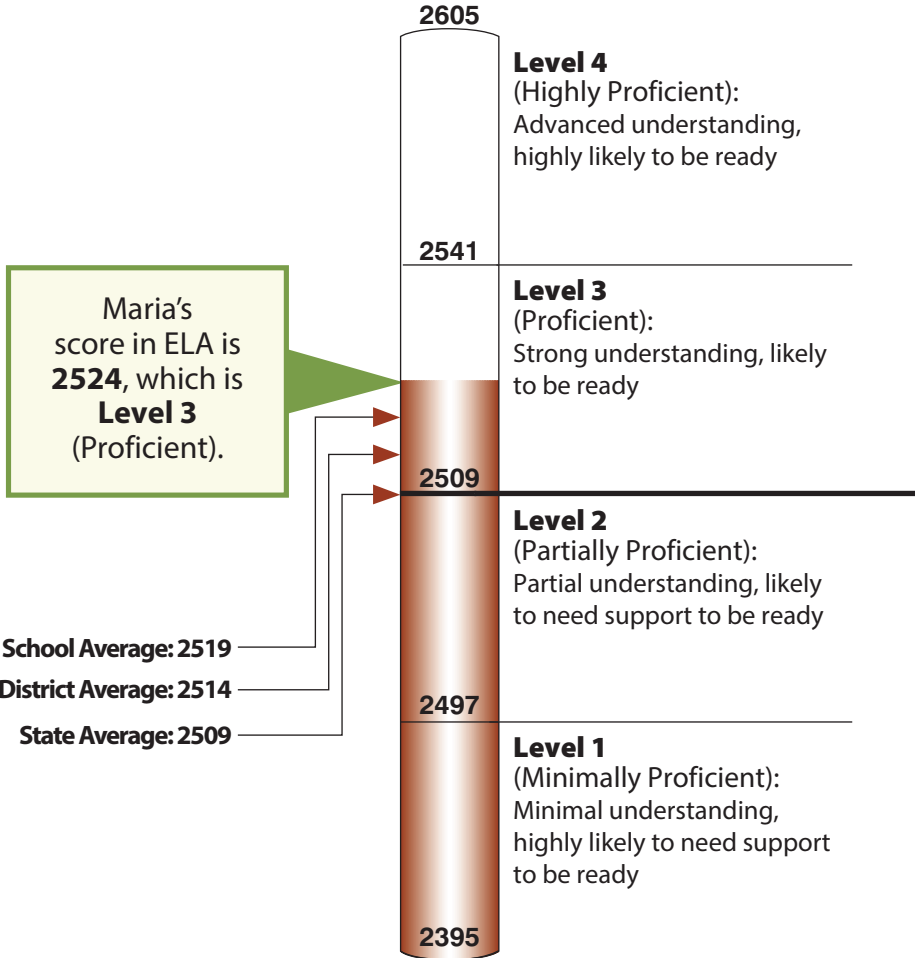 2605
Level 4
(Highly Proficient):
Advanced understanding,
highly likely to be ready
2541
Level 3
(Proficient):
Strong understanding, likely
to be ready
Maria's
score in ELA is
2524, which is
Level 3
(Proficient).
2509
Level 2
(Partially Proficient):
Partial understanding, likely
to need support to be ready
School Average: 2519
District Average: 2514
State Average: 2509
2497
Level 1
(Minimally Proficient):
Minimal understanding,
highly likely to need support
to be ready
2395